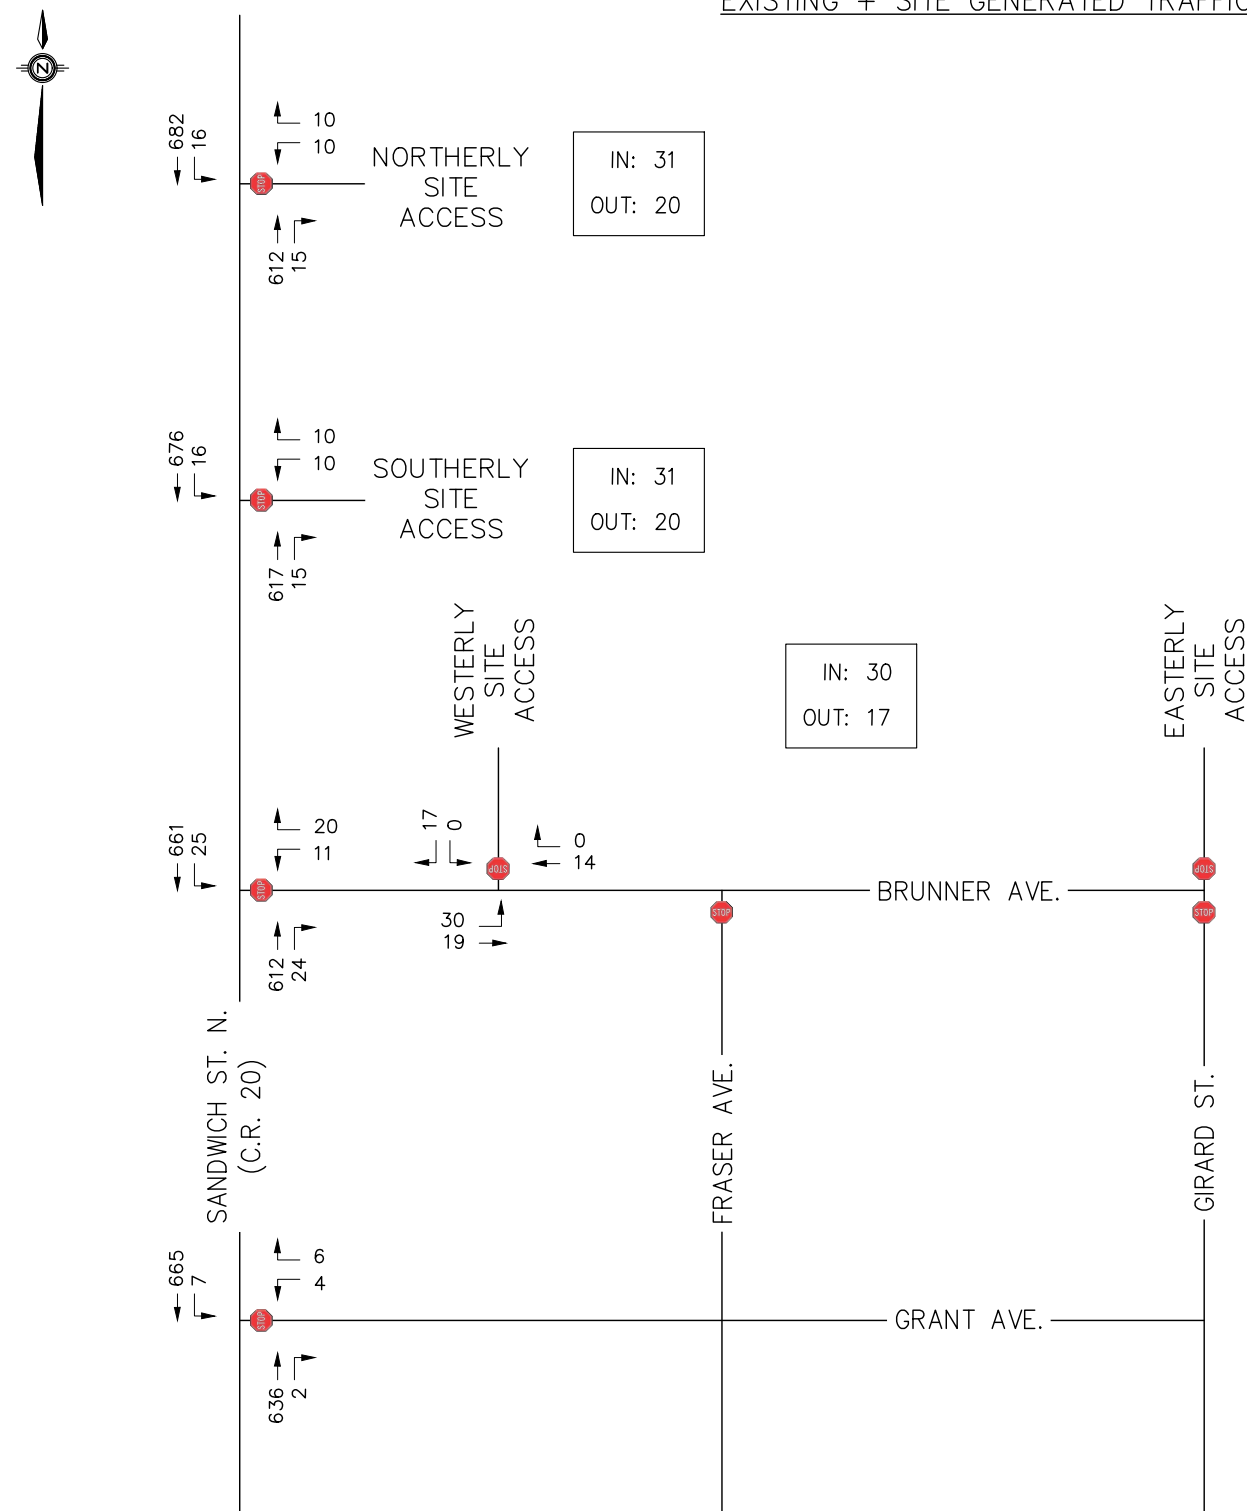 EXISTING + SITE GENERATED TRAFFIC
N
682
16
10
10
STOP
NORTHERLY
SITE
ACCESS
IN: 31
OUT: 20
612
15
676
16
10
10
STOP
SOUTHERLY
SITE
ACCESS
IN: 31
OUT: 20
617
15
WESTERLY
SITE
ACCESS
IN: 30
OUT: 17
EASTERLY
SITE
ACCESS
661
25
20
11
STOP
17
0
STOP
0
14
30
19
BRUNNER AVE.
STOP
STOP
STOP
612
24
SANDWICH ST. N.
(C.R. 20)
FRASER AVE.
GIRARD ST.
665
7
6
4
STOP
GRANT AVE.
636
2